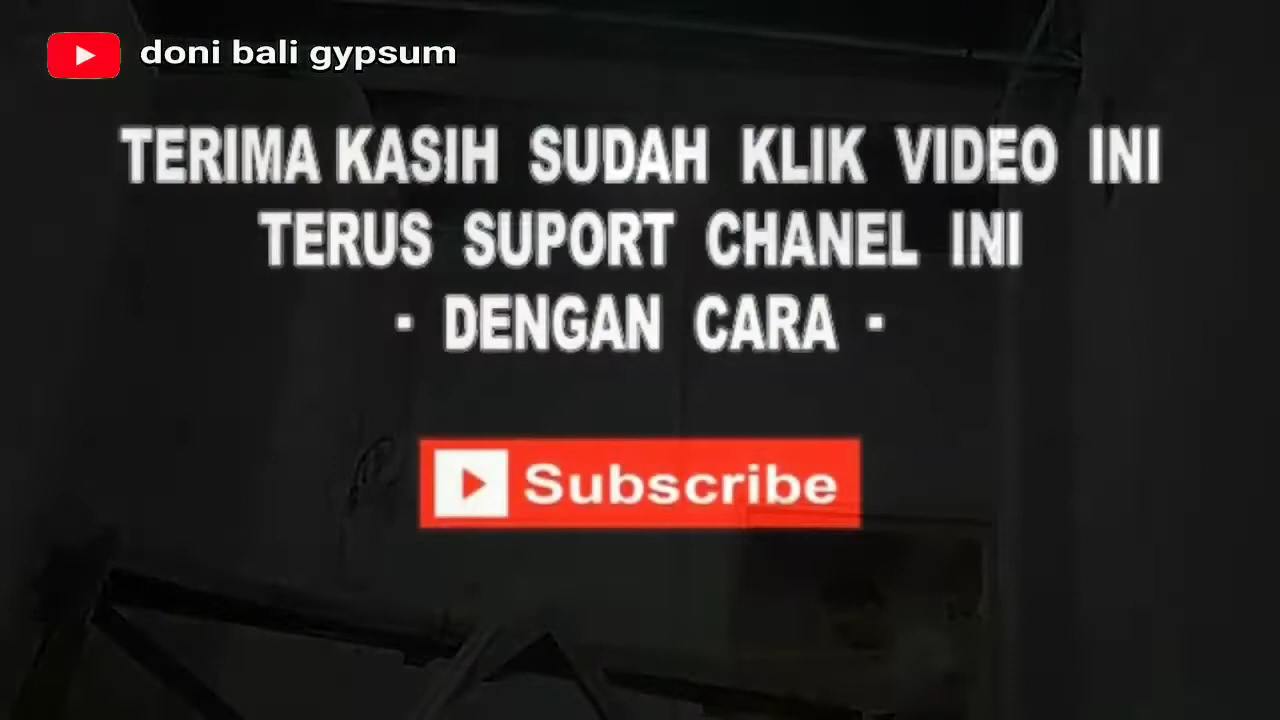 doni bali gypsum
TERIMA KASIH SUDAH KLIK VIDEO INI
TERUS SUPORT CHANEL INI
- DENGAN CARA -
Subscribe